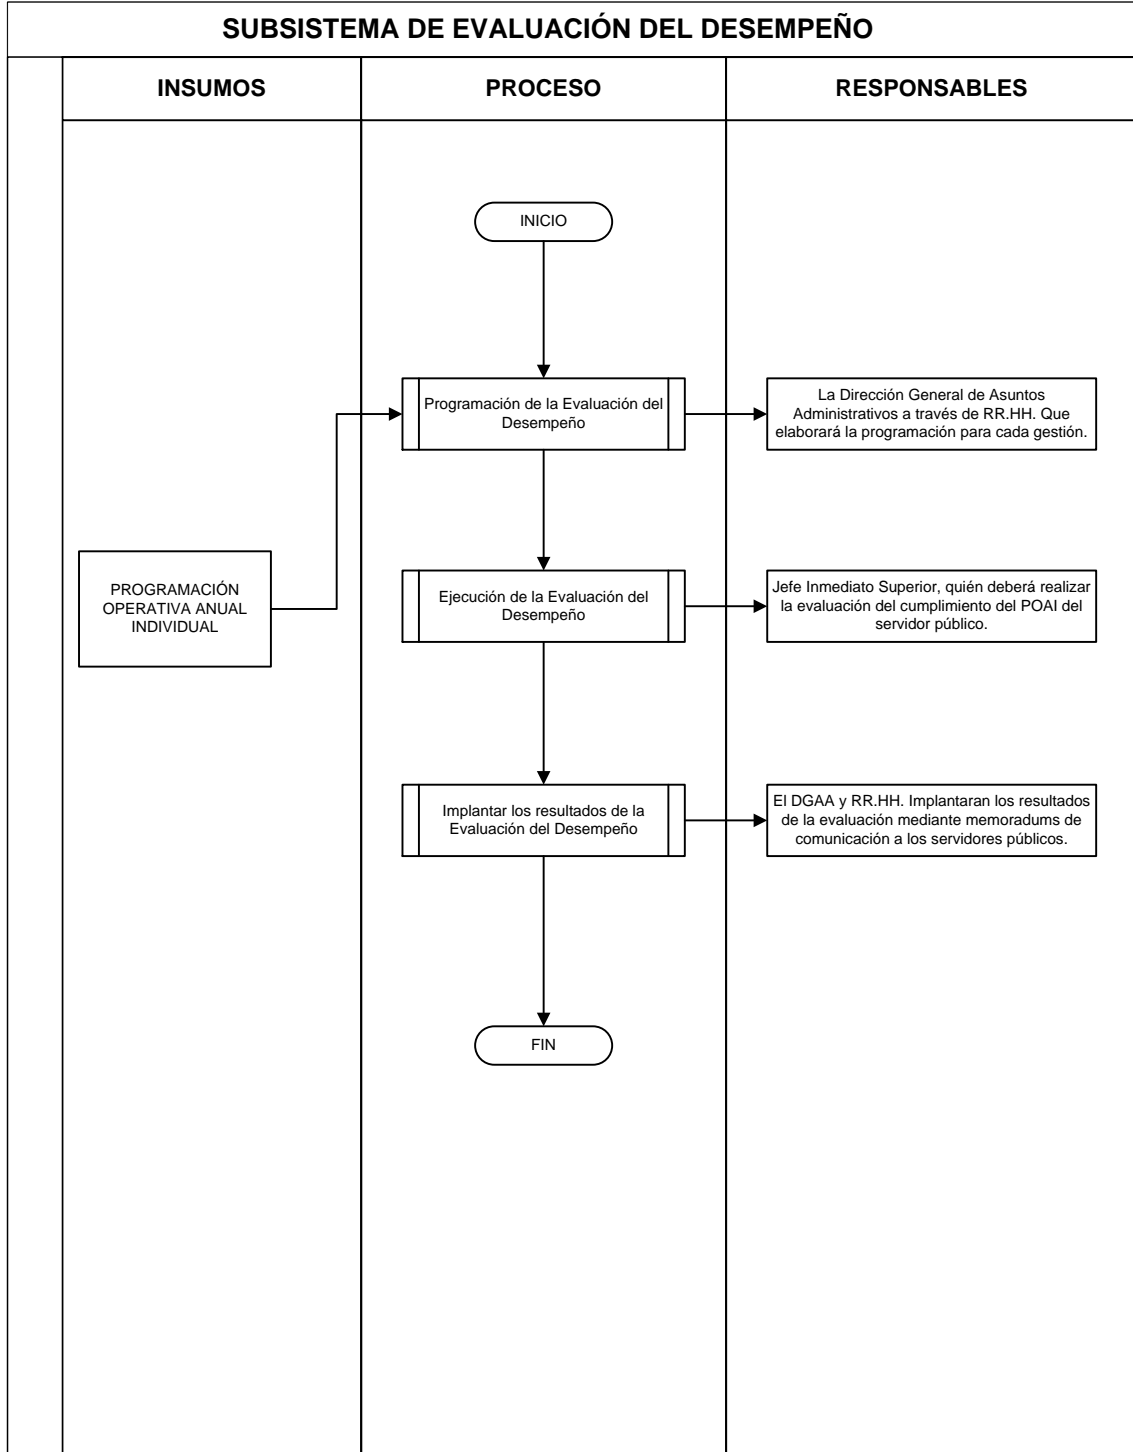 SUBSISTEMA DE EVALUACIÓN DEL DESEMPEÑO
INSUMOS
PROCESO
RESPONSABLES
INICIO
Programación de la Evaluación del
Desempeño
La Dirección General de Asuntos
Administrativos a través de RR.HH. Que
elaborará la programación para cada gestión.
PROGRAMACIÓN
OPERATIVA ANUAL
INDIVIDUAL
Ejecución de la Evaluación del
Desempeño
Jefe Inmediato Superior, quién deberá realizar
la evaluación del cumplimiento del POAI del
servidor público.
Implantar los resultados de la
Evaluación del Desempeño
El DGAA y RR.HH. Implantaran los resultados
de la evaluación mediante memoradums de
comunicación a los servidores públicos.
FIN